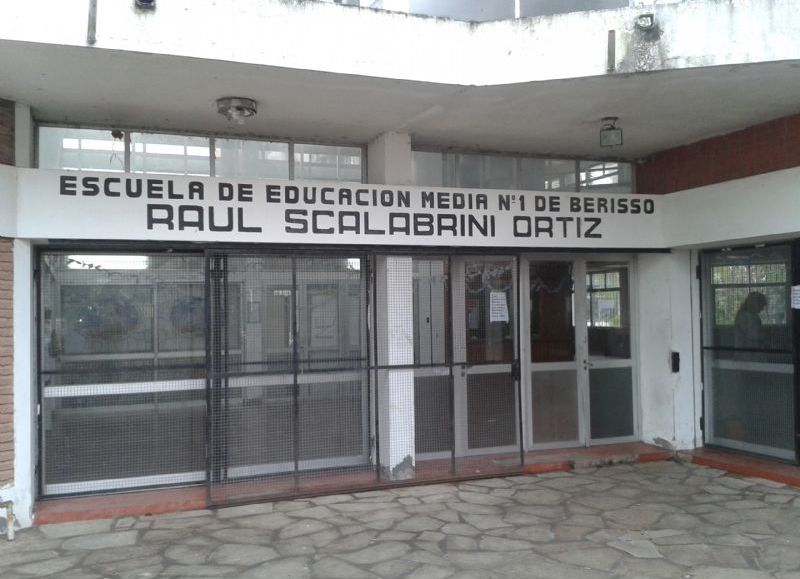 ESCUELA DE EDUCACION MEDIA Nº1 DE BERISSO
RAUL SCALABRINI ORTIZ